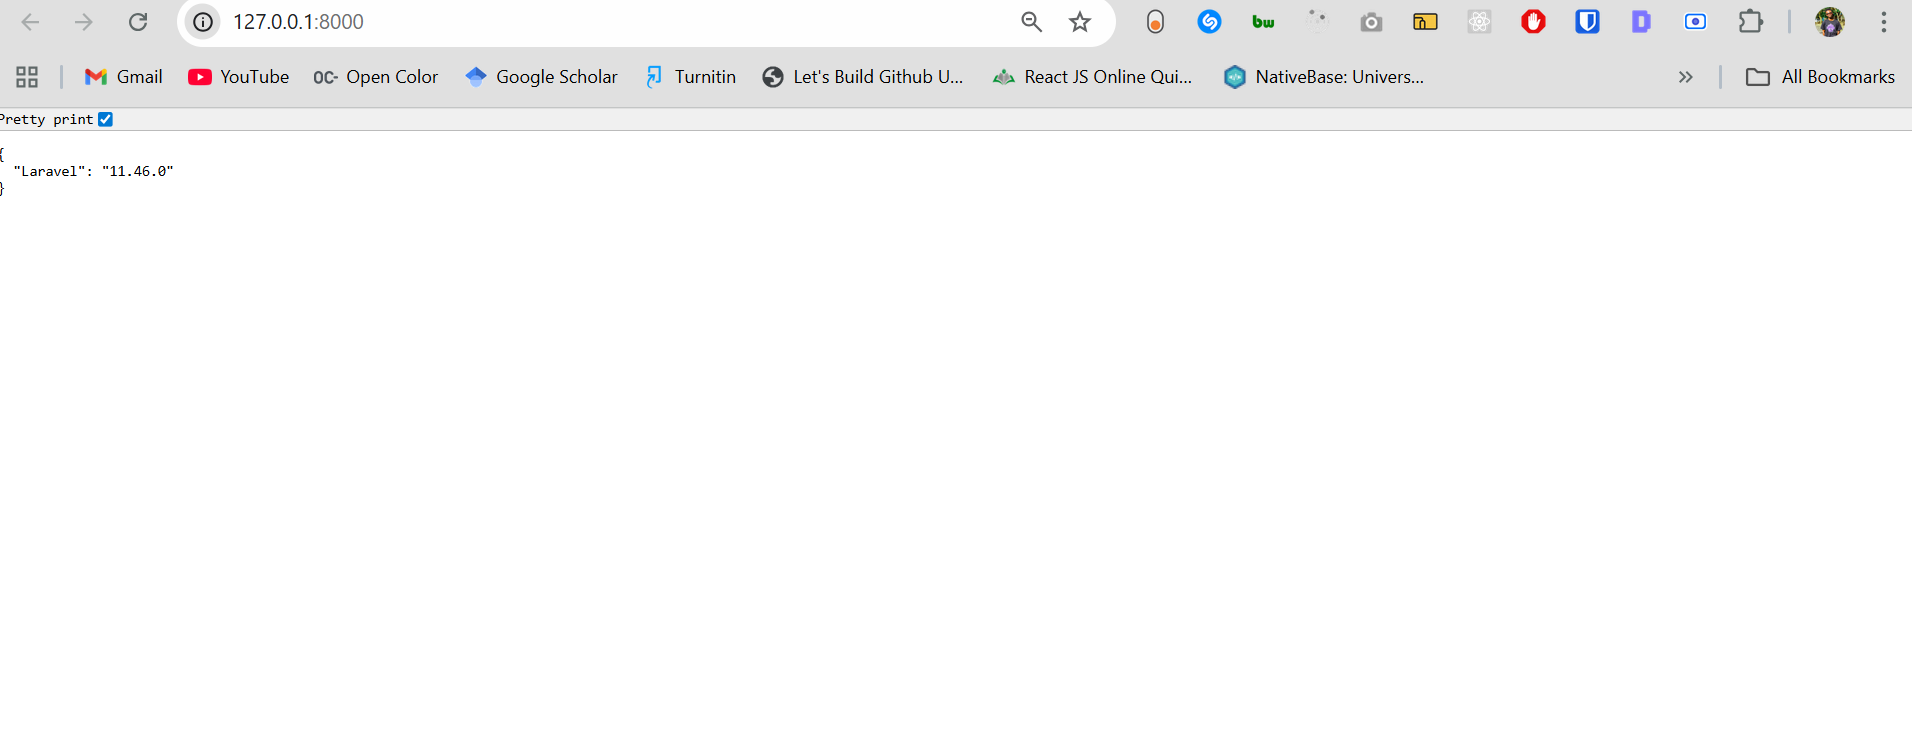 127.0.0.1:8000
bw
Gmail YouTube OC- Open Color Google Scholar Turnitin Let's Build Github U... React JS Online Qui... NativeBase: Univers... » All Bookmarks
Pretty print
{
"Laravel": "11.46.0"
}